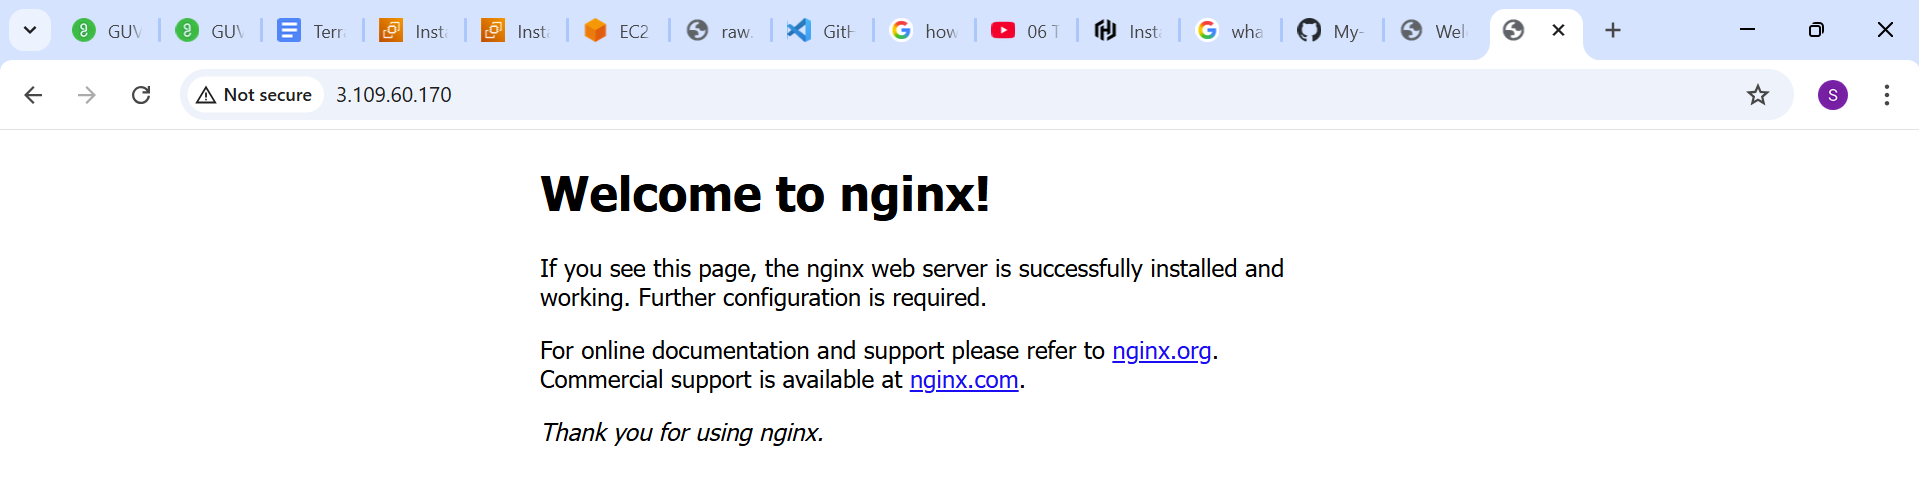 GUV
GUV
Terr
Inst
Inst
EC2
raw.
GitH
how
06 T
Inst
wha
My-
Wel
Not secure
3.109.60.170
S
Welcome to nginx!
If you see this page, the nginx web server is successfully installed and
working. Further configuration is required.
For online documentation and support please refer to nginx.org.
Commercial support is available at nginx.com.
Thank you for using nginx.